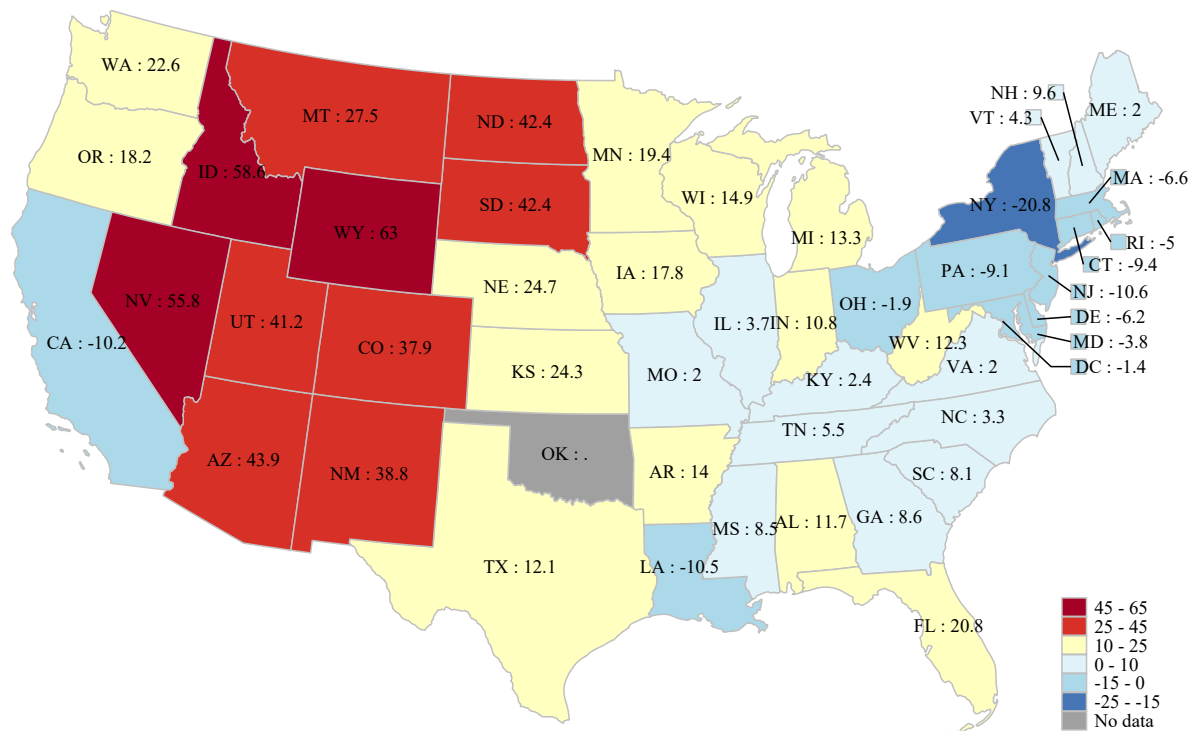 WA : 22.6
NH : 9.6
ME : 2
MT : 27.5
VT : 4.3
ND : 42.4
OR : 18.2
MN : 19.4
ID : 58.6
MA : -6.6
WI : 14.9
SD : 42.4
NY : -20.8
WY : 63
MI : 13.3
RI : -5
CT : -9.4
PA : -9.1
IA : 17.8
NE : 24.7
NJ : -10.6
NV : 55.8
OH : -1.9
DE : -6.2
UT : 41.2
IL : 3.7
IN : 10.8
CA : -10.2
WV : 12.3
MD : -3.8
CO : 37.9
DC : -1.4
VA : 2
KS : 24.3
MO : 2
KY : 2.4
NC : 3.3
TN : 5.5
OK : .
AZ : 43.9
NM : 38.8
AR : 14
SC : 8.1
GA : 8.6
MS : 8.5
AL : 11.7
TX : 12.1
LA : -10.5
FL : 20.8
45 - 65
25 - 45
10 - 25
0 - 10
-15 - 0
-25 - -15
No data